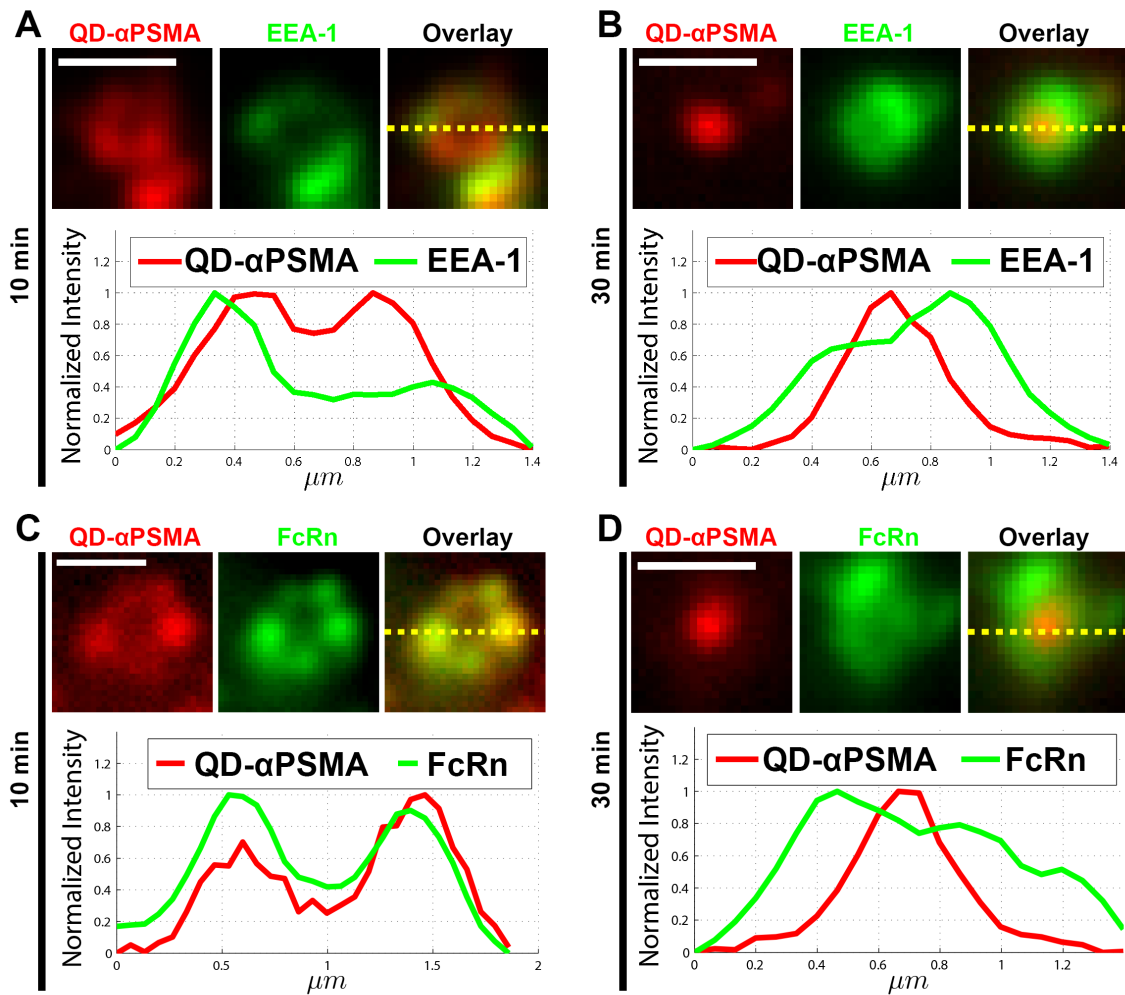 A
QD-αPSMA EEA-1 Overlay
10 min
Normalized Intensity
QD-αPSMA EEA-1
1.2
1
0.8
0.6
0.4
0.2
0
0 0.2 0.4 0.6 0.8 1 1.2 1.4
μm
B
QD-αPSMA EEA-1 Overlay
30 min
Normalized Intensity
QD-αPSMA EEA-1
1.2
1
0.8
0.6
0.4
0.2
0
0 0.2 0.4 0.6 0.8 1 1.2 1.4
μm
C
QD-αPSMA FcRn Overlay
10 min
Normalized Intensity
QD-αPSMA FcRn
1.2
1
0.8
0.6
0.4
0.2
0
0 0.5 1 1.5 2
μm
D
QD-αPSMA FcRn Overlay
30 min
Normalized Intensity
QD-αPSMA FcRn
1.2
1
0.8
0.6
0.4
0.2
0
0 0.2 0.4 0.6 0.8 1 1.2
μm